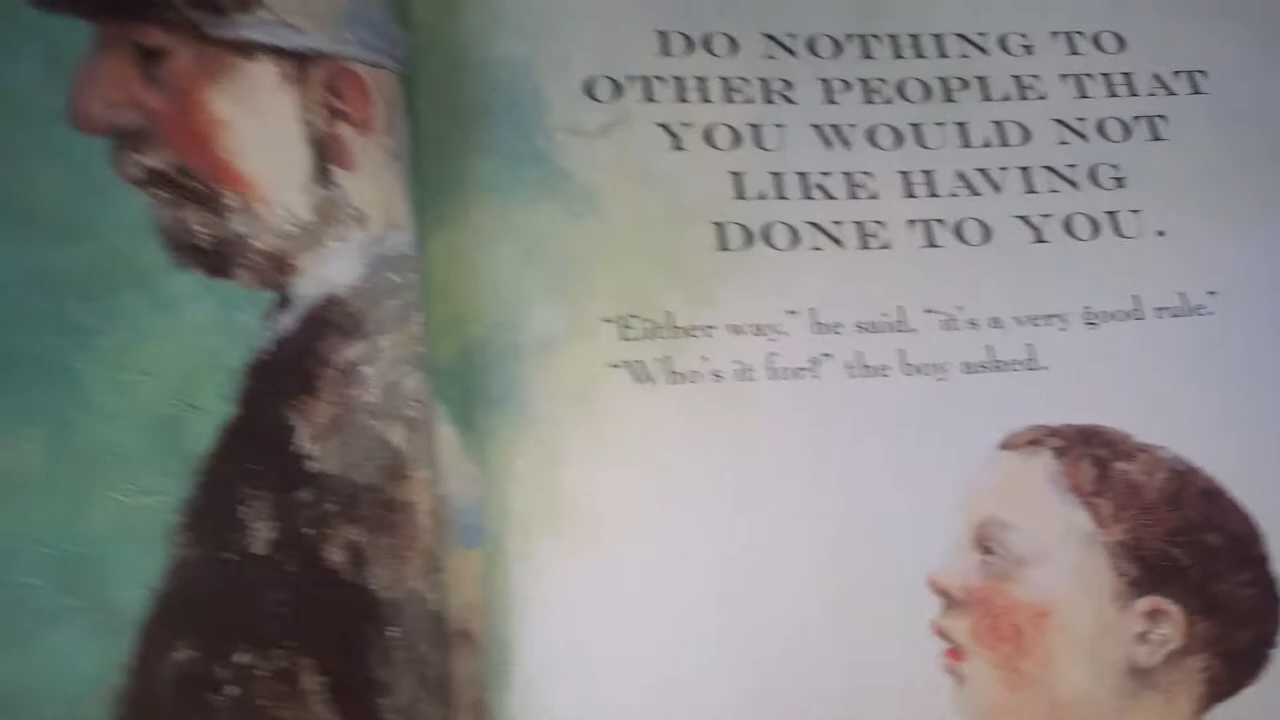 DO NOTHING TO
OTHER PEOPLE THAT
YOU WOULD NOT
LIKE HAVING
DONE TO YOU.
"Either way," he said, "it's a very good rule."
"Who's it for?" the boy asked.